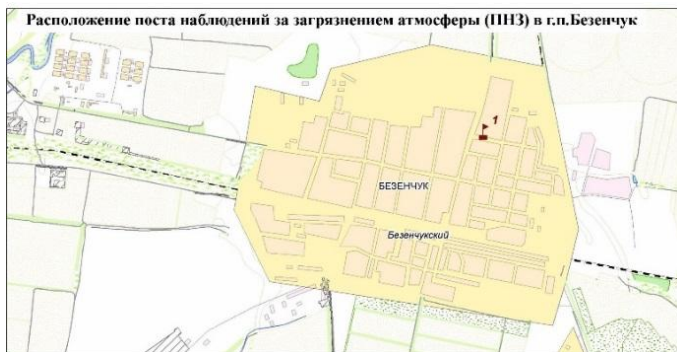 Расположение поста наблюдений за загрязнением атмосферы (ПНЗ) в г.п.Безенчук
1
БЕЗЕНЧУК
Безенчукский